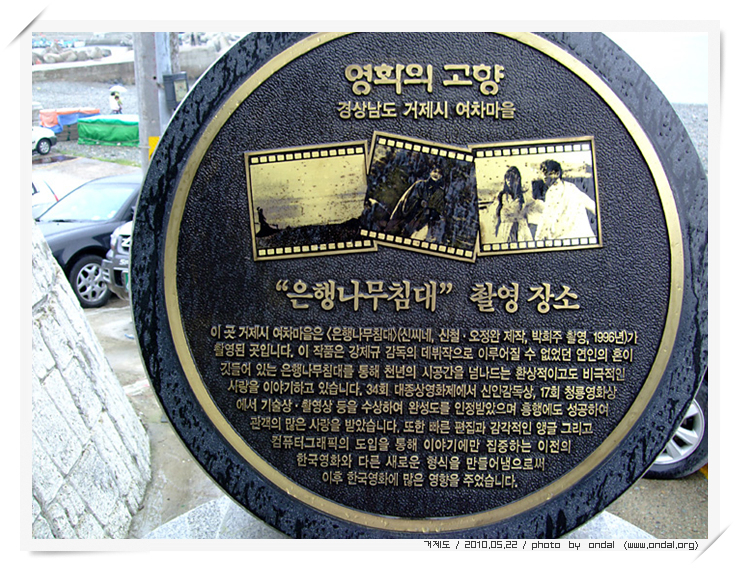 영화의 고향
경상남도 거제시 여차마을
“은행나무침대” 촬영 장소
이 곳 거제시 여차마을은 〈은행나무침대〉(신씨네, 신철·오정완 제작, 박희주 촬영, 1996년)가
촬영된 곳입니다. 이 작품은 강제규 감독의 데뷔작으로 이루어질 수 없었던 연인의 혼이
깃들어 있는 은행나무침대를 통해 천년의 시공간을 넘나드는 환상적이고도 비극적인
사랑을 이야기하고 있습니다. 34회 대종상영화제에서 신인감독상, 17회 청룡영화상
에서 기술상·촬영상 등을 수상하여 완성도를 인정받았으며 흥행에도 성공하여
관객의 많은 사랑을 받았습니다. 또한 빠른 편집과 감각적인 앵글 그리고
컴퓨터그래픽의 도입을 통해 이야기에만 집중하는 이전의
한국영화와 다른 새로운 형식을 만들어냄으로써
이후 한국영화에 많은 영향을 주었습니다.
거제도 / 2010.05.22 / photo by ondal (www.ondal.org)